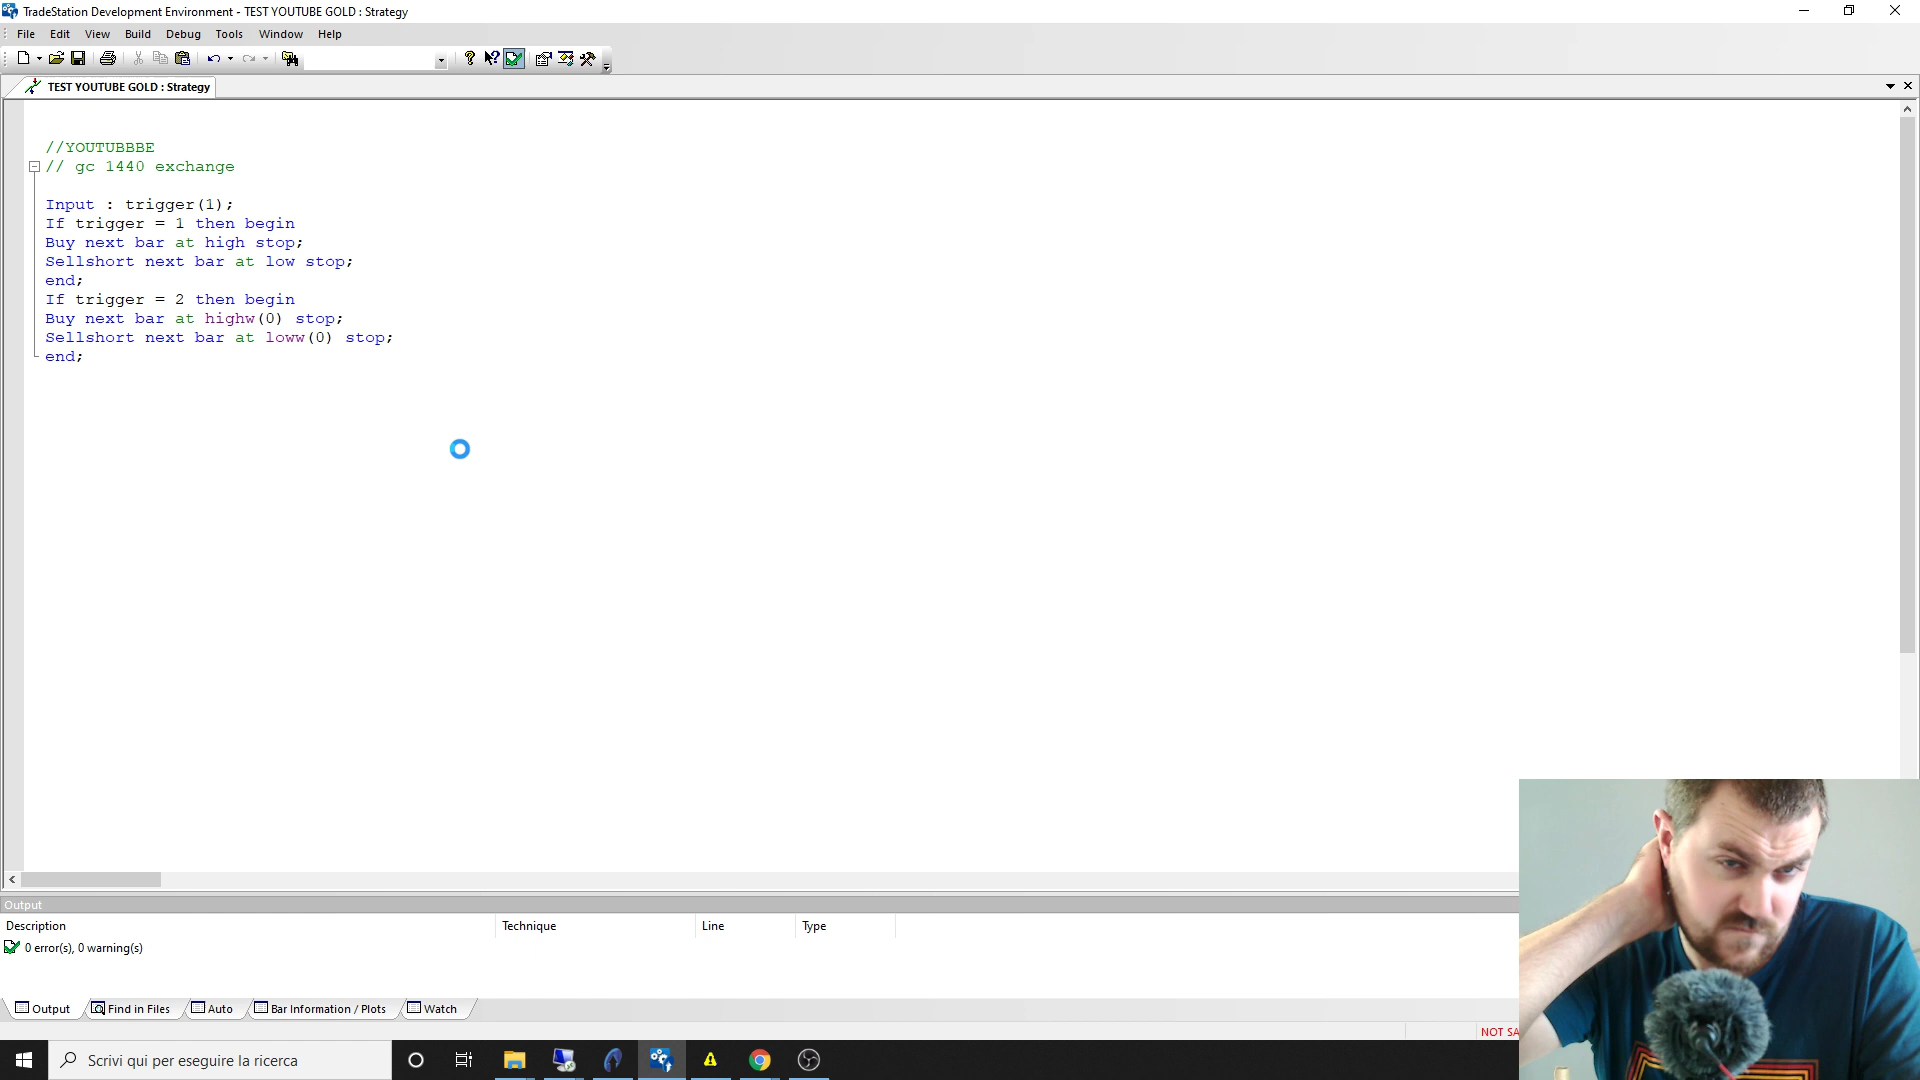 TradeStation Development Environment - TEST YOUTUBE GOLD : Strategy
File Edit View Build Debug Tools Window Help
TEST YOUTUBE GOLD : Strategy
//YOUTUBBBE
// gc 1440 exchange
Input : trigger(1);
If trigger = 1 then begin
Buy next bar at high stop;
Sellshort next bar at low stop;
end;
If trigger = 2 then begin
Buy next bar at highw(0) stop;
Sellshort next bar at loww(0) stop;
end;
Output
Description Technique Line Type
0 error(s), 0 warning(s)
Output Find in Files Auto Bar Information / Plots Watch
NOT SA
Scrivi qui per eseguire la ricerca